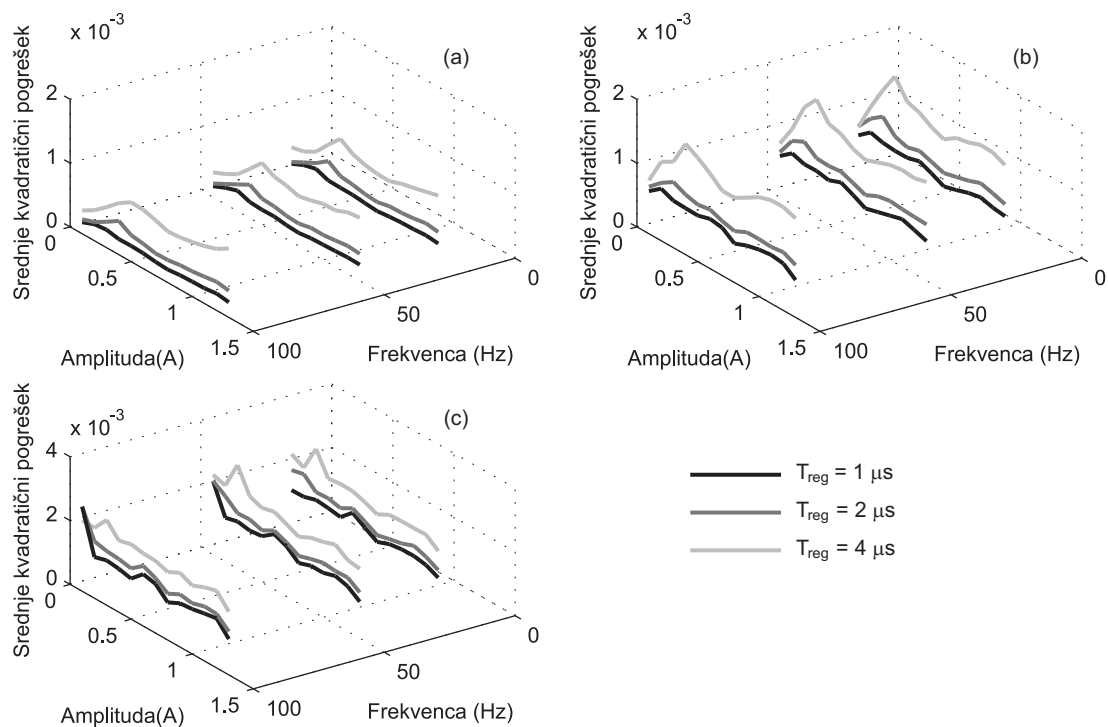 x 10-3
(a)
Srednje kvadratični pogrešek
2
1
0
0
0.5
1
1.5
Amplituda(A)
100
50
0
Frekvenca (Hz)
x 10-3
(b)
Srednje kvadratični pogrešek
2
1
0
0
0.5
1
1.5
Amplituda(A)
100
50
0
Frekvenca (Hz)
x 10-3
(c)
Srednje kvadratični pogrešek
4
2
0
0
0.5
1
1.5
Amplituda(A)
100
50
0
Frekvenca (Hz)
Treg = 1 μs
Treg = 2 μs
Treg = 4 μs